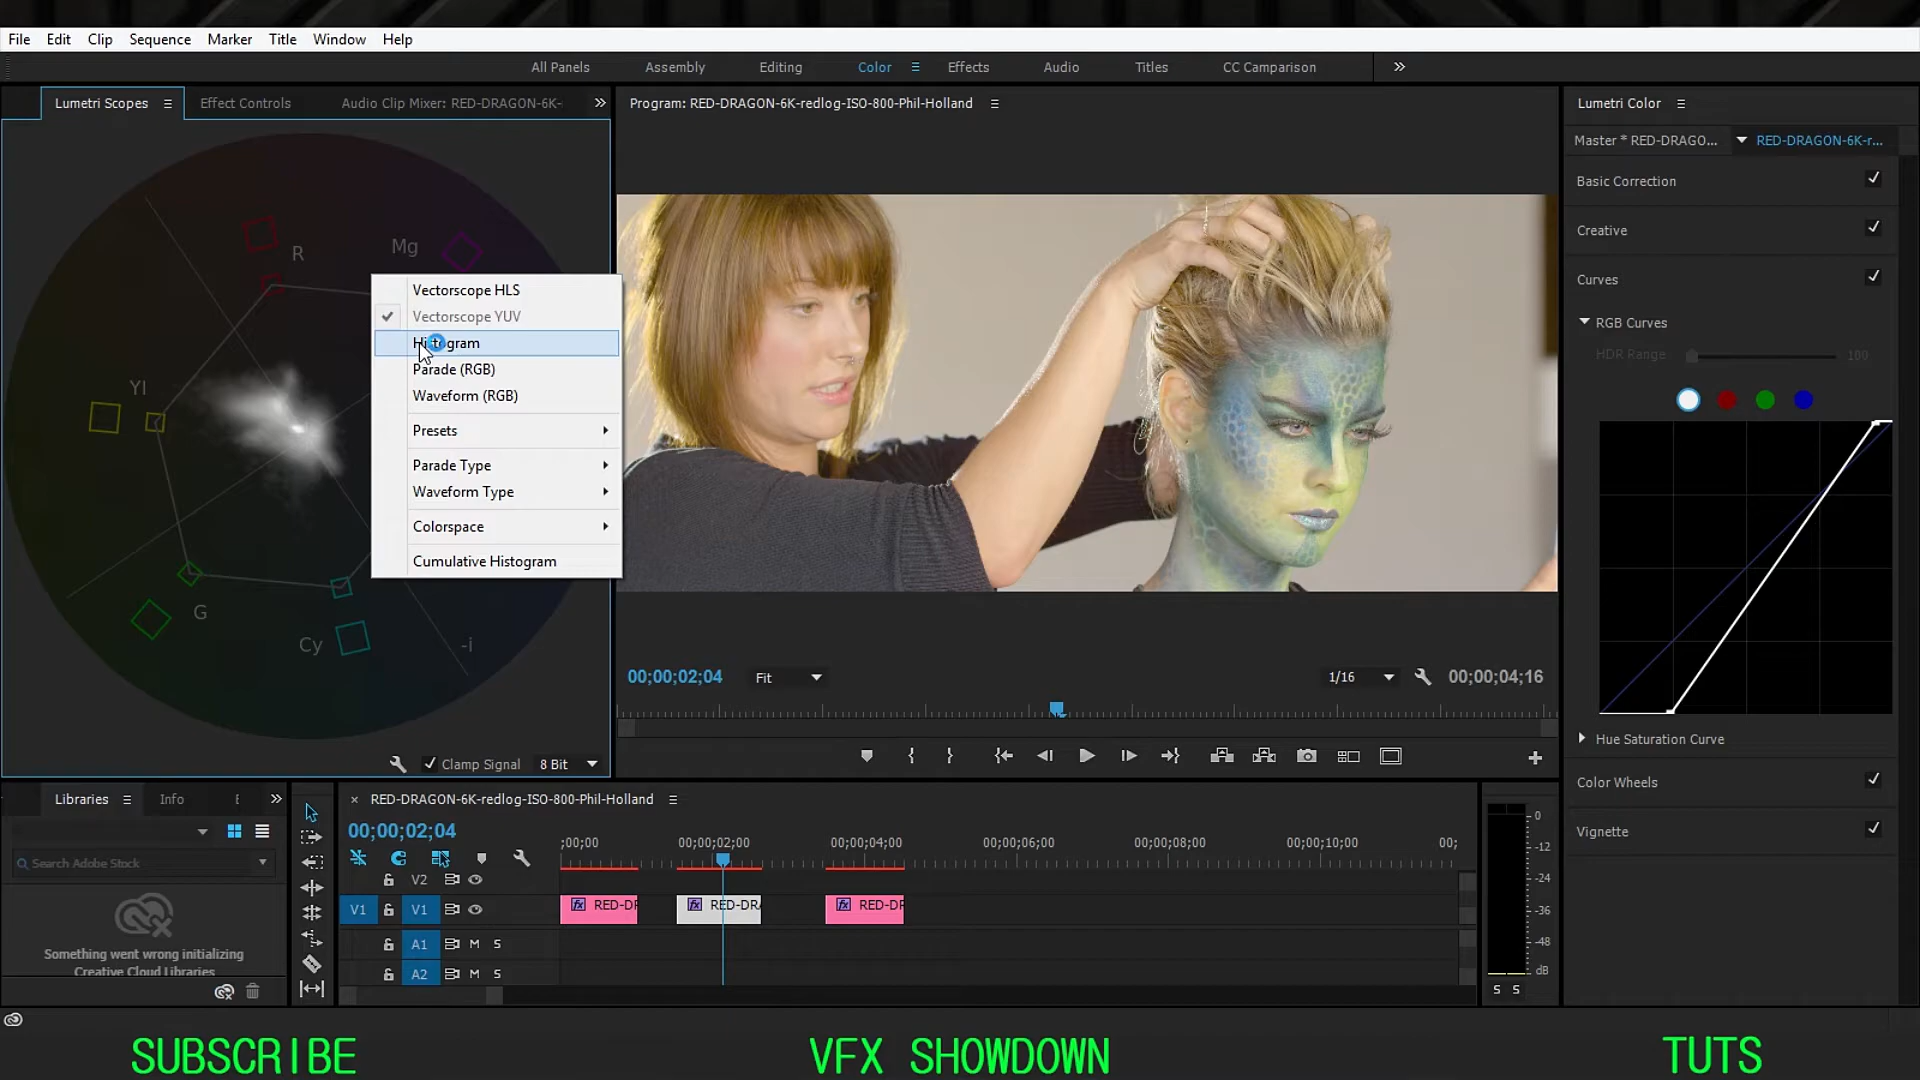 File Edit Clip Sequence Marker Title Window Help
All Panels Assembly Editing Color Effects Audio Titles CC Comparison
Lumetri Scopes Effect Controls Audio Clip Mixer: RED-DRAGON-6K-
Program: RED-DRAGON-6K-redlog-ISO-800-Phil-Holland
Lumetri Color
Master * RED-DRAGO... RED-DRAGON-6K-r...
Basic Correction
Creative
Curves
RGB Curves
HDR Range 100
Hue Saturation Curve
Color Wheels
Vignette
R Mg
Yl
G
Cy
-i
Vectorscope HLS
Vectorscope YUV
Histogram
Parade (RGB)
Waveform (RGB)
Presets
Parade Type
Waveform Type
Colorspace
Cumulative Histogram
Clamp Signal 8 Bit
00;00;02;04 Fit 1/16 00;00;04;16
Libraries Info
Search Adobe Stock
Something went wrong initializing
Creative Cloud Libraries
RED-DRAGON-6K-redlog-ISO-800-Phil-Holland
00;00;02;04
;00;00 00;00;02;00 00;00;04;00 00;00;06;00 00;00;08;00 00;00;10;00 00;
V2
V1 V1 RED-DR RED-DRA RED-DR
A1 M S
A2 M S
0
-12
-24
-36
-48
dB
S S
SUBSCRIBE VFX SHOWDOWN TUTS